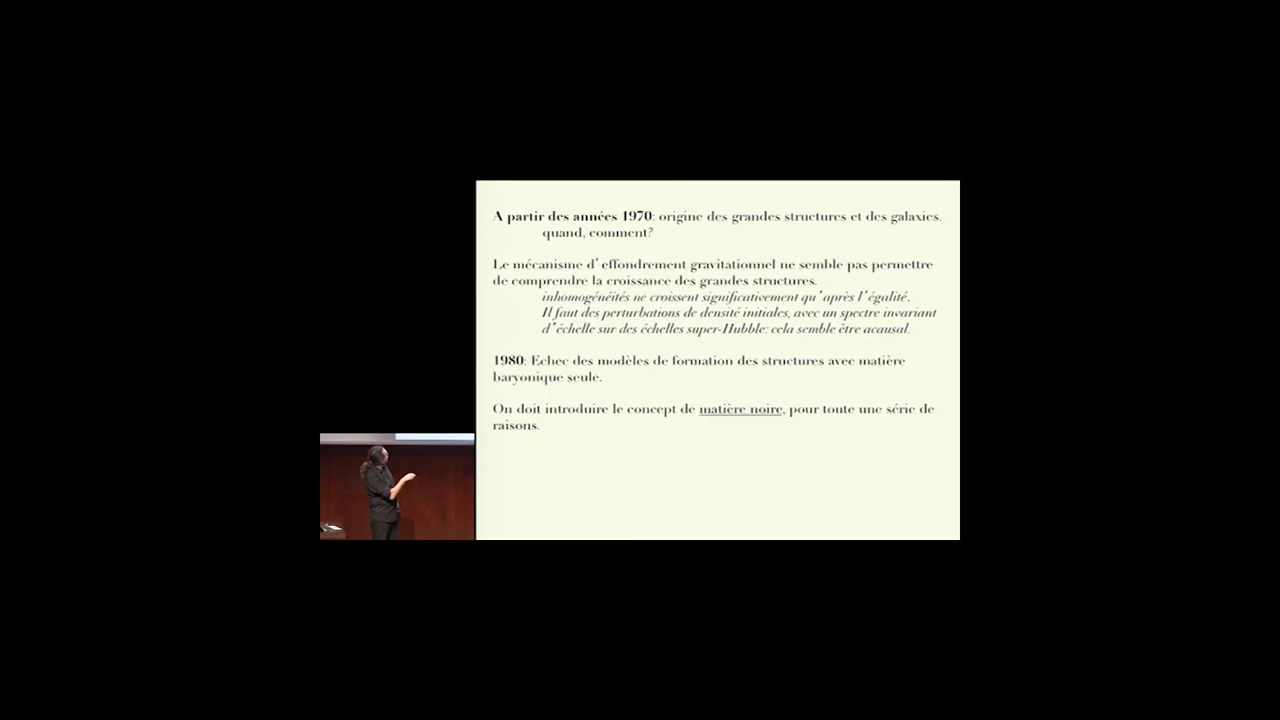 A partir des années 1970: origine des grandes structures et des galaxies.
quand, comment?
Le mécanisme d'effondrement gravitationnel ne semble pas permettre
de comprendre la croissance des grandes structures.
inhomogénéités ne croissent significativement qu'après l'égalité.
Il faut des perturbations de densité initiales, avec un spectre invariant
d'échelle sur des échelles super-Hubble: cela semble être acausal.
1980: Echec des modèles de formation des structures avec matière
baryonique seule.
On doit introduire le concept de matière noire, pour toute une série de
raisons.